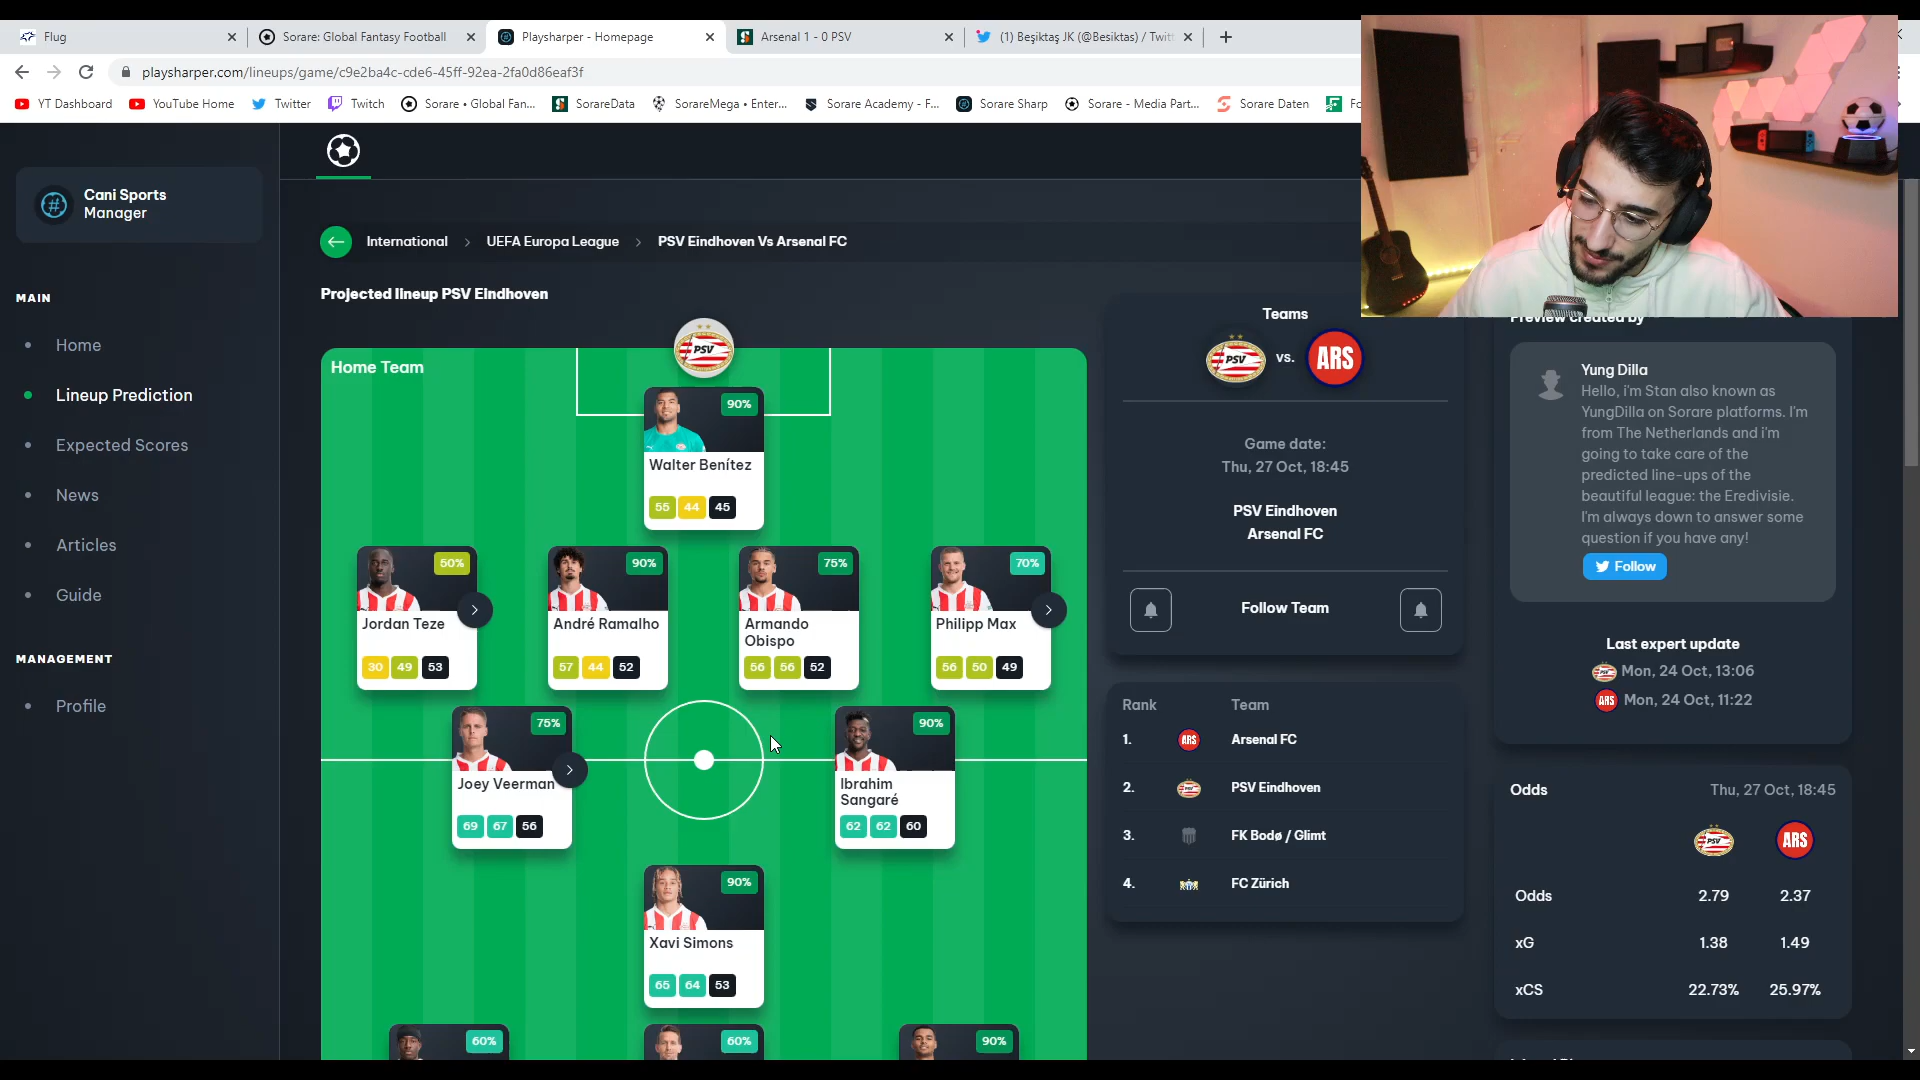 Flug
Sorare: Global Fantasy Football
Playsharper - Homepage
Arsenal 1 - 0 PSV
(1) Beşiktaş JK (@Besiktas) / Twitt
playsharper.com/lineups/game/c9e2ba4c-cde6-45ff-92ea-2fa0d86eaf3f
YT Dashboard
YouTube Home
Twitter
Twitch
Sorare • Global Fan...
SorareData
SorareMega • Enter...
Sorare Academy - F...
Sorare Sharp
Sorare - Media Part...
Sorare Daten
Cani Sports
Manager
MAIN
Home
Lineup Prediction
Expected Scores
News
Articles
Guide
MANAGEMENT
Profile
International
UEFA Europa League
PSV Eindhoven Vs Arsenal FC
Projected lineup PSV Eindhoven
Home Team
PSV
90%
Walter Benítez
55 44 45
50%
Jordan Teze
30 49 53
90%
André Ramalho
57 44 52
75%
Armando
Obispo
56 56 52
70%
Philipp Max
56 50 49
75%
Joey Veerman
69 67 56
90%
Ibrahim
Sangaré
62 62 60
90%
Xavi Simons
65 64 53
60%
60%
90%
Teams
PSV vs. ARS
Game date:
Thu, 27 Oct, 18:45
PSV Eindhoven
Arsenal FC
Follow Team
Rank Team
1. ARS Arsenal FC
2. PSV Eindhoven
3. FK Bodø / Glimt
4. FC Zürich
Preview created by
Yung Dilla
Hello, i'm Stan also known as
YungDilla on Sorare platforms. I'm
from The Netherlands and i'm
going to take care of the
predicted line-ups of the
beautiful league: the Eredivisie.
I'm always down to answer some
question if you have any!
Follow
Last expert update
Mon, 24 Oct, 13:06
ARS Mon, 24 Oct, 11:22
Odds Thu, 27 Oct, 18:45
PSV ARS
Odds 2.79 2.37
xG 1.38 1.49
xCS 22.73% 25.97%